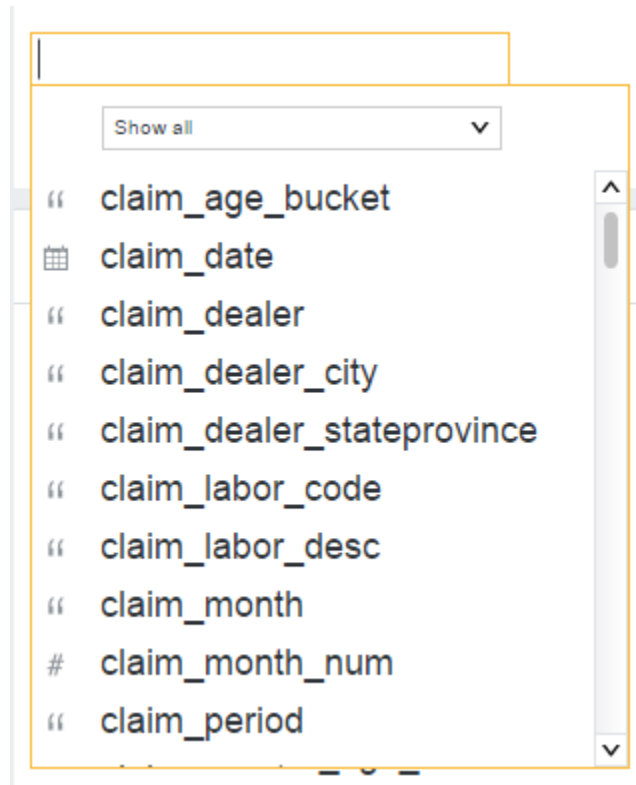 Show all
“ claim_age_bucket
claim_date
“ claim_dealer
“ claim_dealer_city
“ claim_dealer_stateprovince
“ claim_labor_code
“ claim_labor_desc
“ claim_month
# claim_month_num
“ claim_period